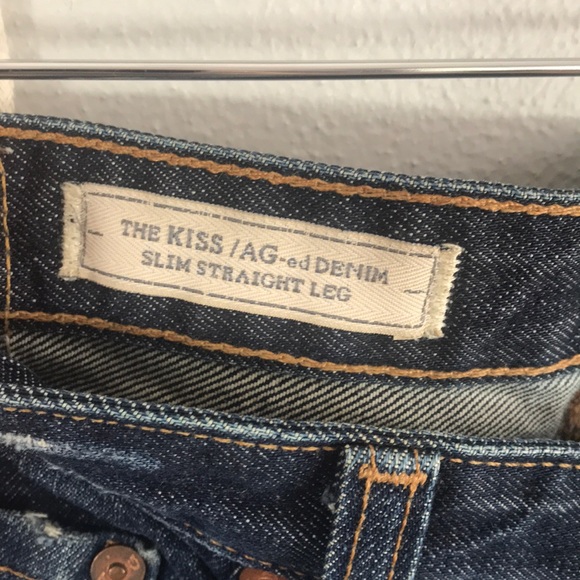 THE KISS /AG-ed DENIM
SLIM STRAIGHT LEG